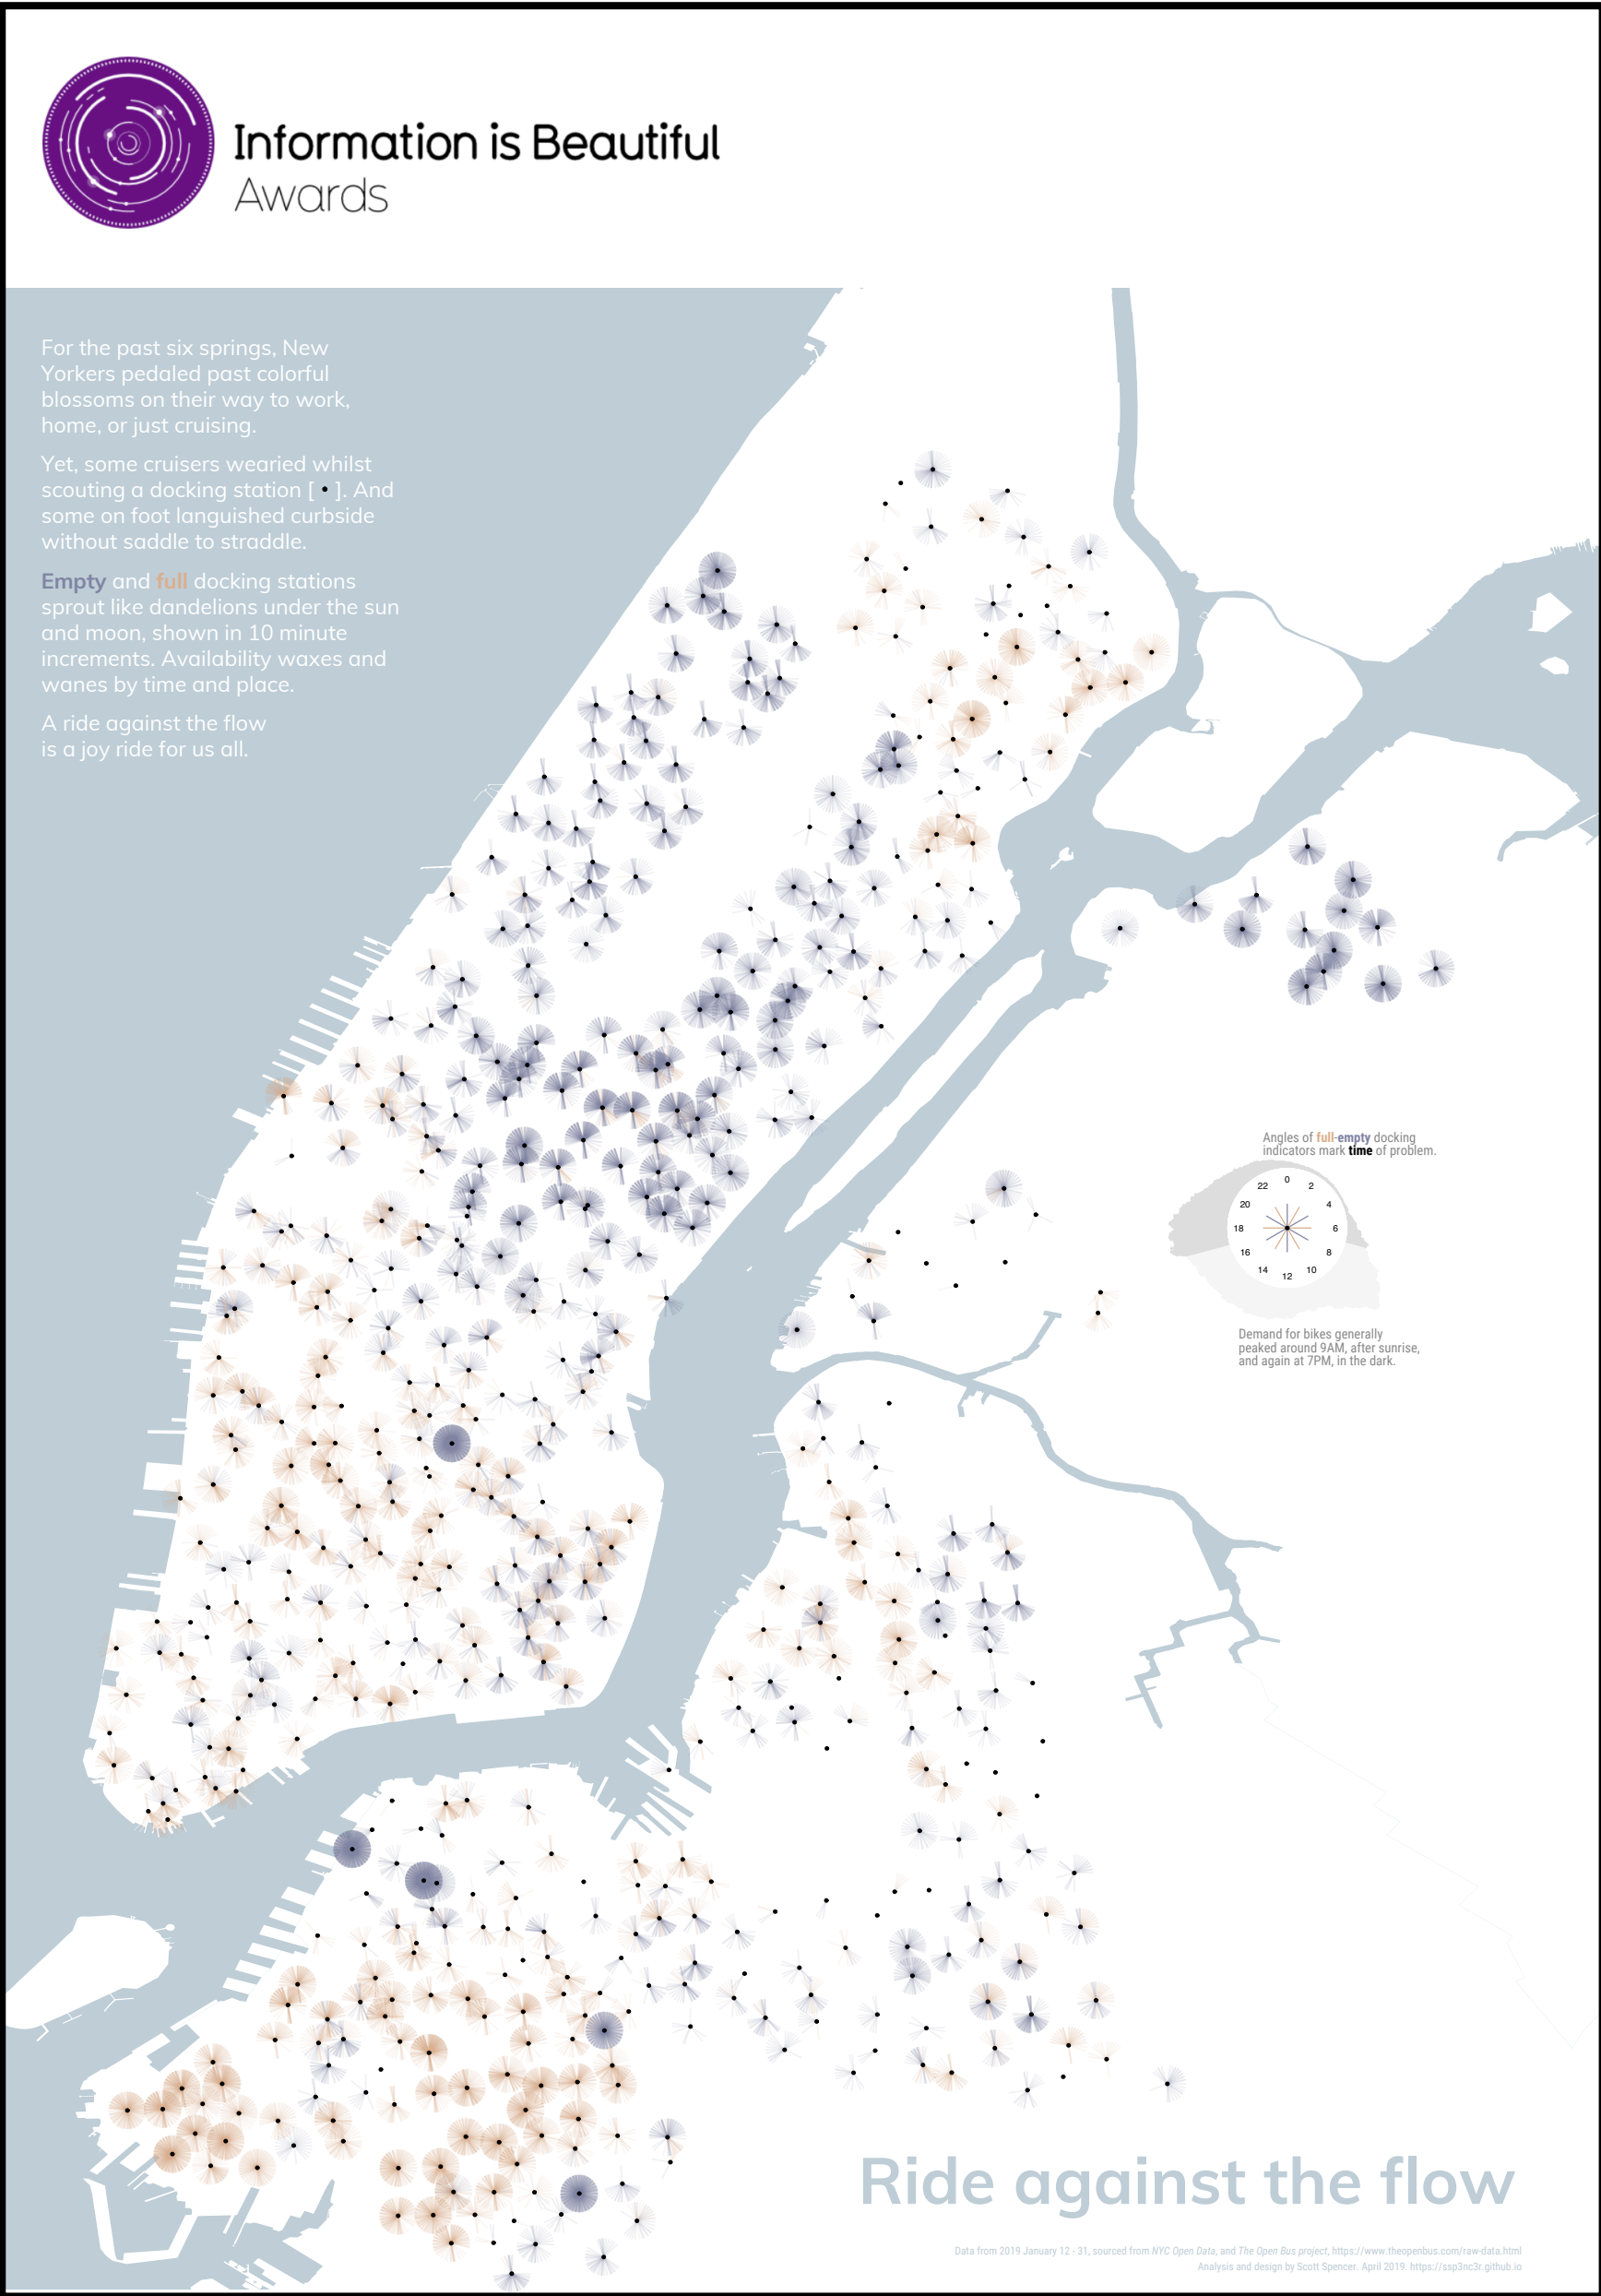 Information is Beautiful
Awards
For the past six springs, New
Yorkers pedaled past colorful
blossoms on their way to work,
home, or just cruising.
Yet, some cruisers wearied whilst
scouting a docking station [ • ]. And
some on foot languished curbside
without saddle to straddle.
Empty and full docking stations
sprout like dandelions under the sun
and moon, shown in 10 minute
increments. Availability waxes and
wanes by time and place.
A ride against the flow
is a joy ride for us all.
Angles of full-empty docking
indicators mark time of problem.
0
22 2
20 4
18 6
16 8
14 10
12
Demand for bikes generally
peaked around 9AM, after sunrise,
and again at 7PM, in the dark.
Ride against the flow
Data from 2019 January 12 - 31, sourced from NYC Open Data, and The Open Bus project, https://www.theopenbus.com/raw-data.html
Analysis and design by Scott Spencer. April 2019. https://ssp3nc3r.github.io